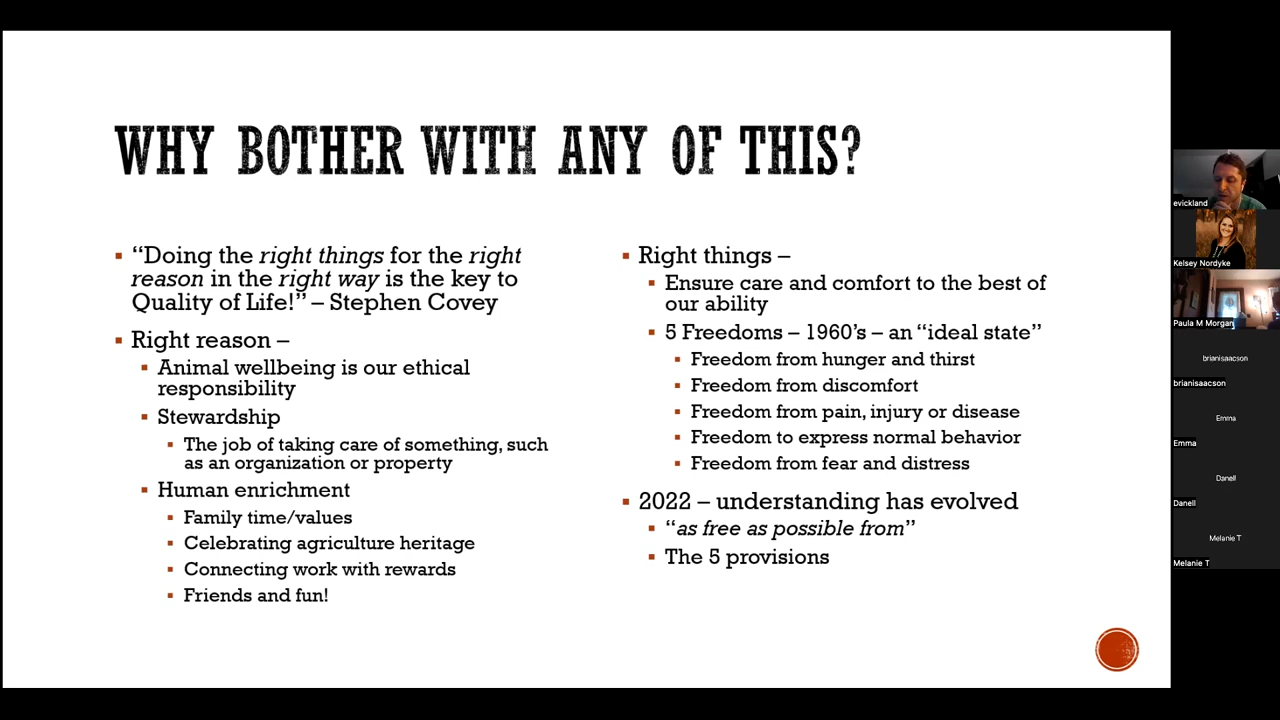 WHY BOTHER WITH ANY OF THIS?
“Doing the right things for the right
reason in the right way is the key to
Quality of Life!” – Stephen Covey
Right reason –
Animal wellbeing is our ethical
responsibility
Stewardship
The job of taking care of something, such
as an organization or property
Human enrichment
Family time/values
Celebrating agriculture heritage
Connecting work with rewards
Friends and fun!
Right things –
Ensure care and comfort to the best of
our ability
5 Freedoms – 1960’s – an “ideal state”
Freedom from hunger and thirst
Freedom from discomfort
Freedom from pain, injury or disease
Freedom to express normal behavior
Freedom from fear and distress
2022 – understanding has evolved
“as free as possible from”
The 5 provisions
evickland
Kelsey Nordyke
Paula M Morgan
brianisaacson
brianisaacson
Emma
Emma
Danell
Danell
Melanie T
Melanie T